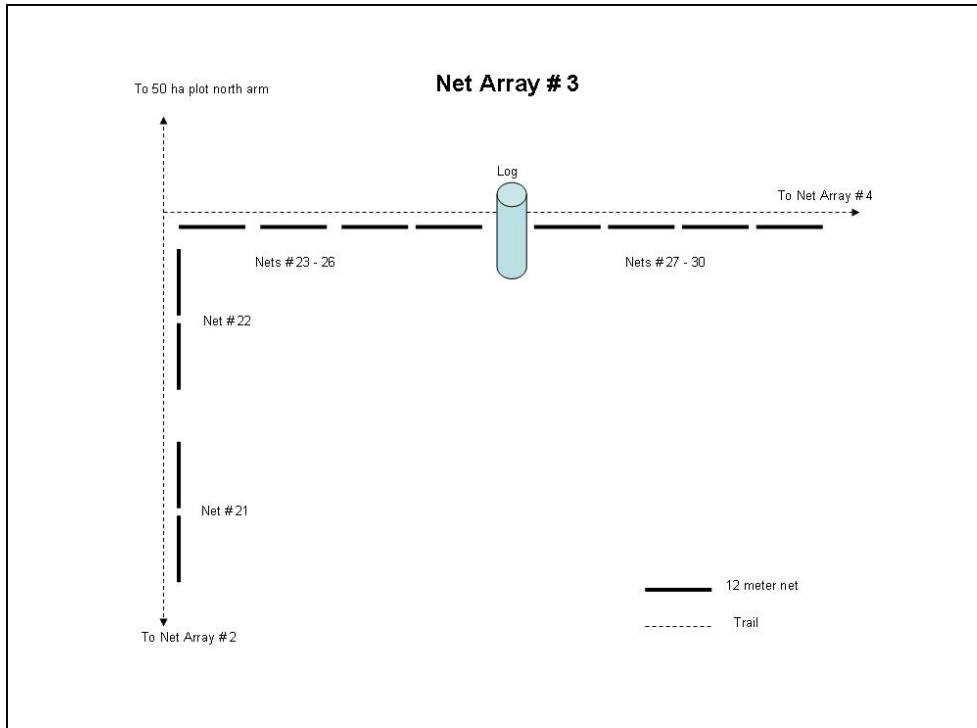 Net Array # 3
To 50 ha plot north arm
Log
To Net Array #4
Nets #23 - 26
Nets #27 - 30
Net #22
Net #21
12 meter net
Trail
To Net Array #2